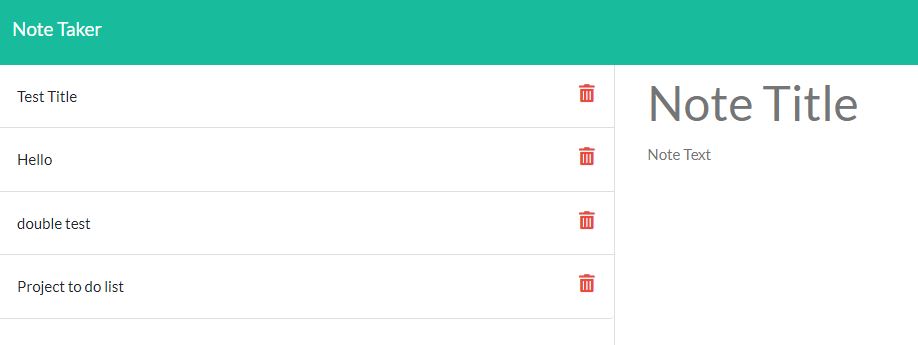 Note Taker
Test Title
Hello
double test
Project to do list
Note Title
Note Text